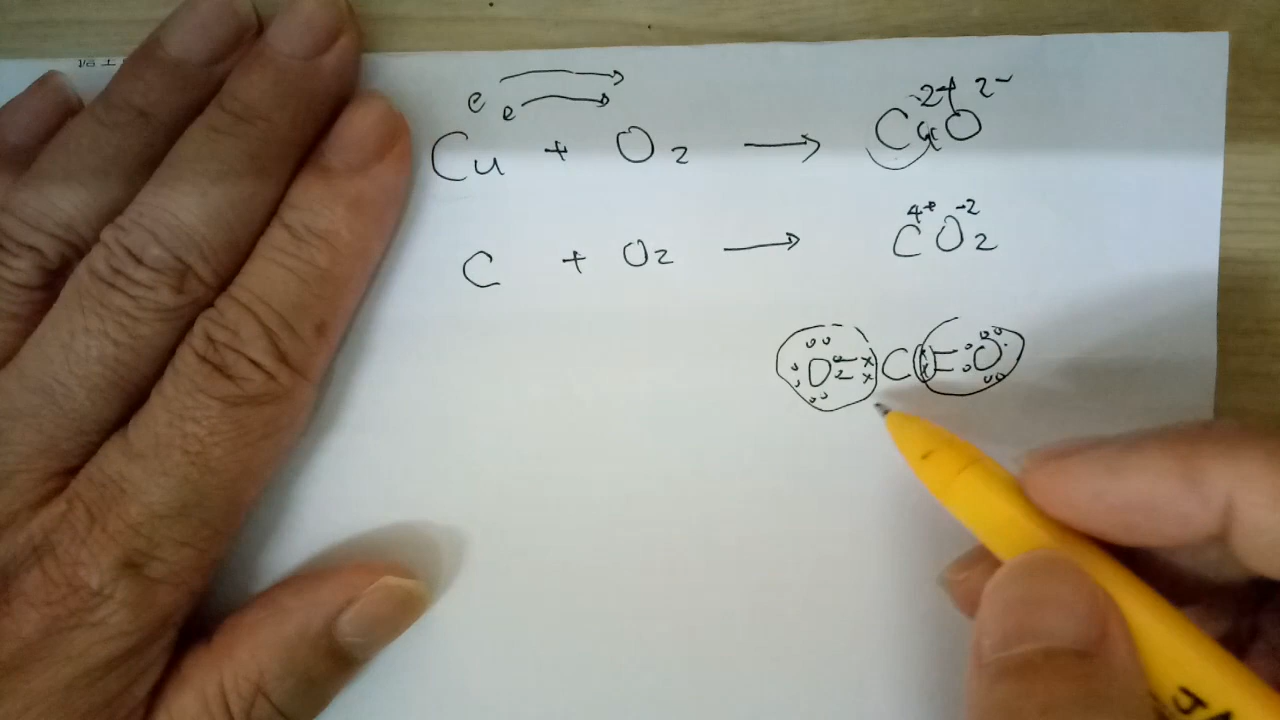 e e
Cu + O2 → CuO 2+ 2-
C + O2 → CO2 4+ -2
O C O